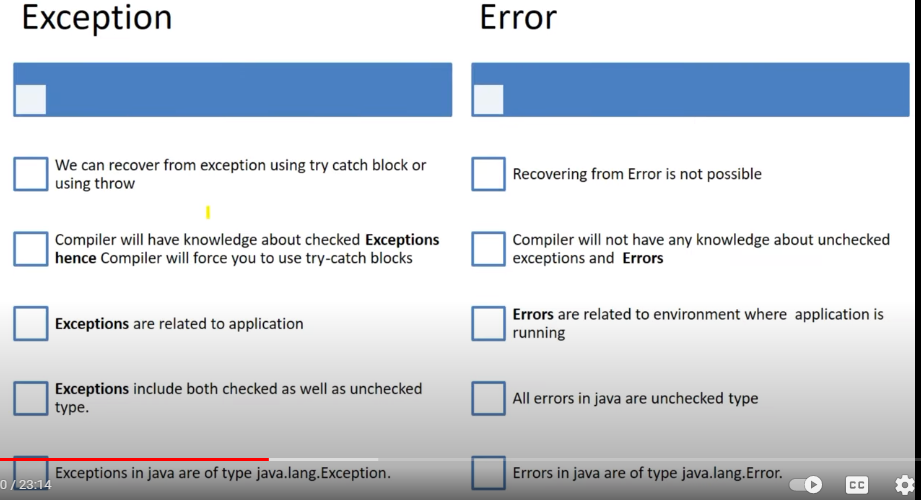 Exception
We can recover from exception using try catch block or
using throw
Compiler will have knowledge about checked Exceptions
hence Compiler will force you to use try-catch blocks
Exceptions are related to application
Exceptions include both checked as well as unchecked
type.
Exceptions in java are of type java.lang.Exception.
Error
Recovering from Error is not possible
Compiler will not have any knowledge about unchecked
exceptions and Errors
Errors are related to environment where application is
running
All errors in java are unchecked type
Errors in java are of type java.lang.Error.
0 / 23:14
CC